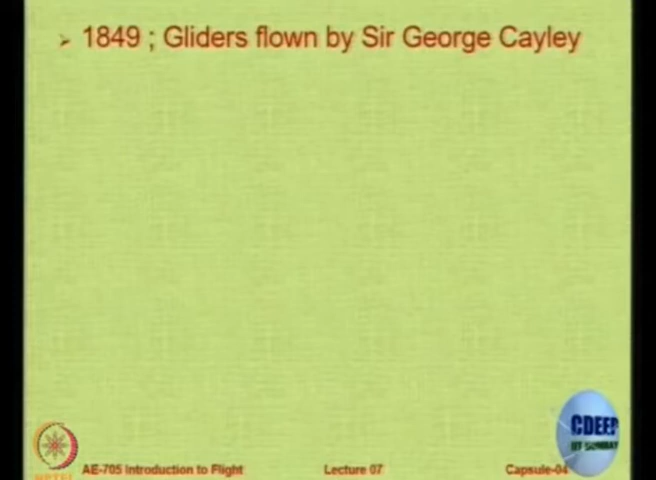 1849 ; Gliders flown by Sir George Cayley
CDEEP
IIT BOMBAY
NPTEL
AE-705 Introduction to Flight Lecture 07 Capsule-04